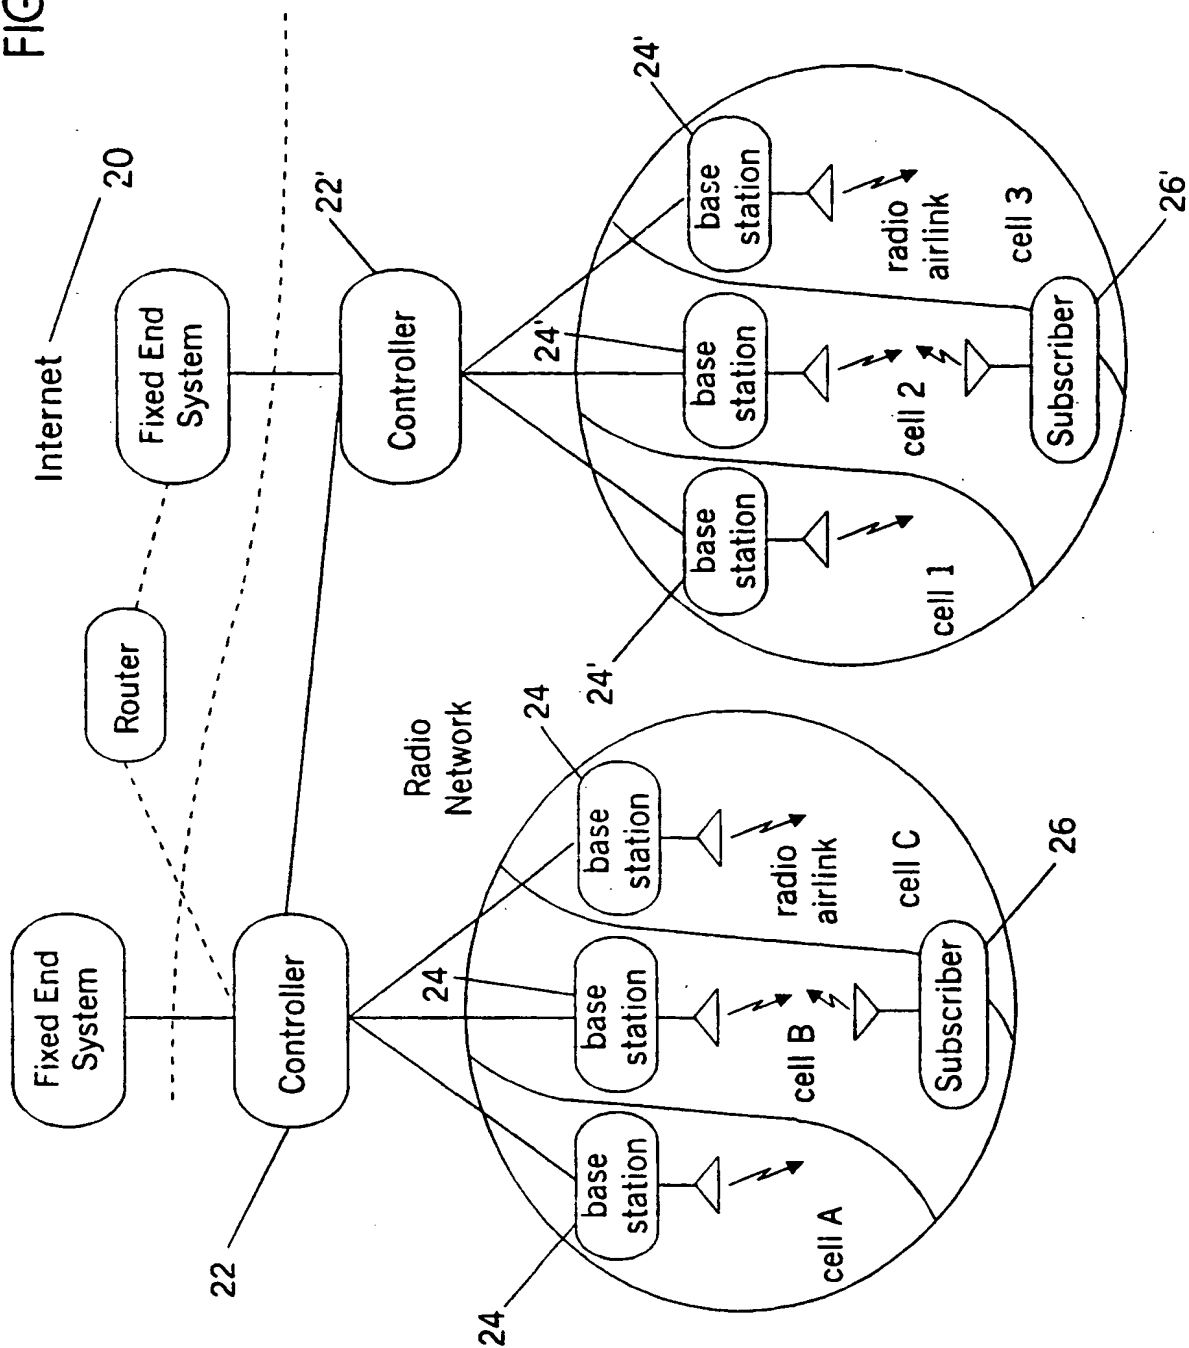 FIG
Internet
20
Fixed End
System
Router
Fixed End
System
22'
Controller
Controller
22
Radio
Network
24
24
24
base
station
base
station
base
station
radio
airlink
cell A
cell B
cell C
Subscriber
26
24'
24'
24'
base
station
base
station
base
station
radio
airlink
cell 1
cell 2
cell 3
Subscriber
26'